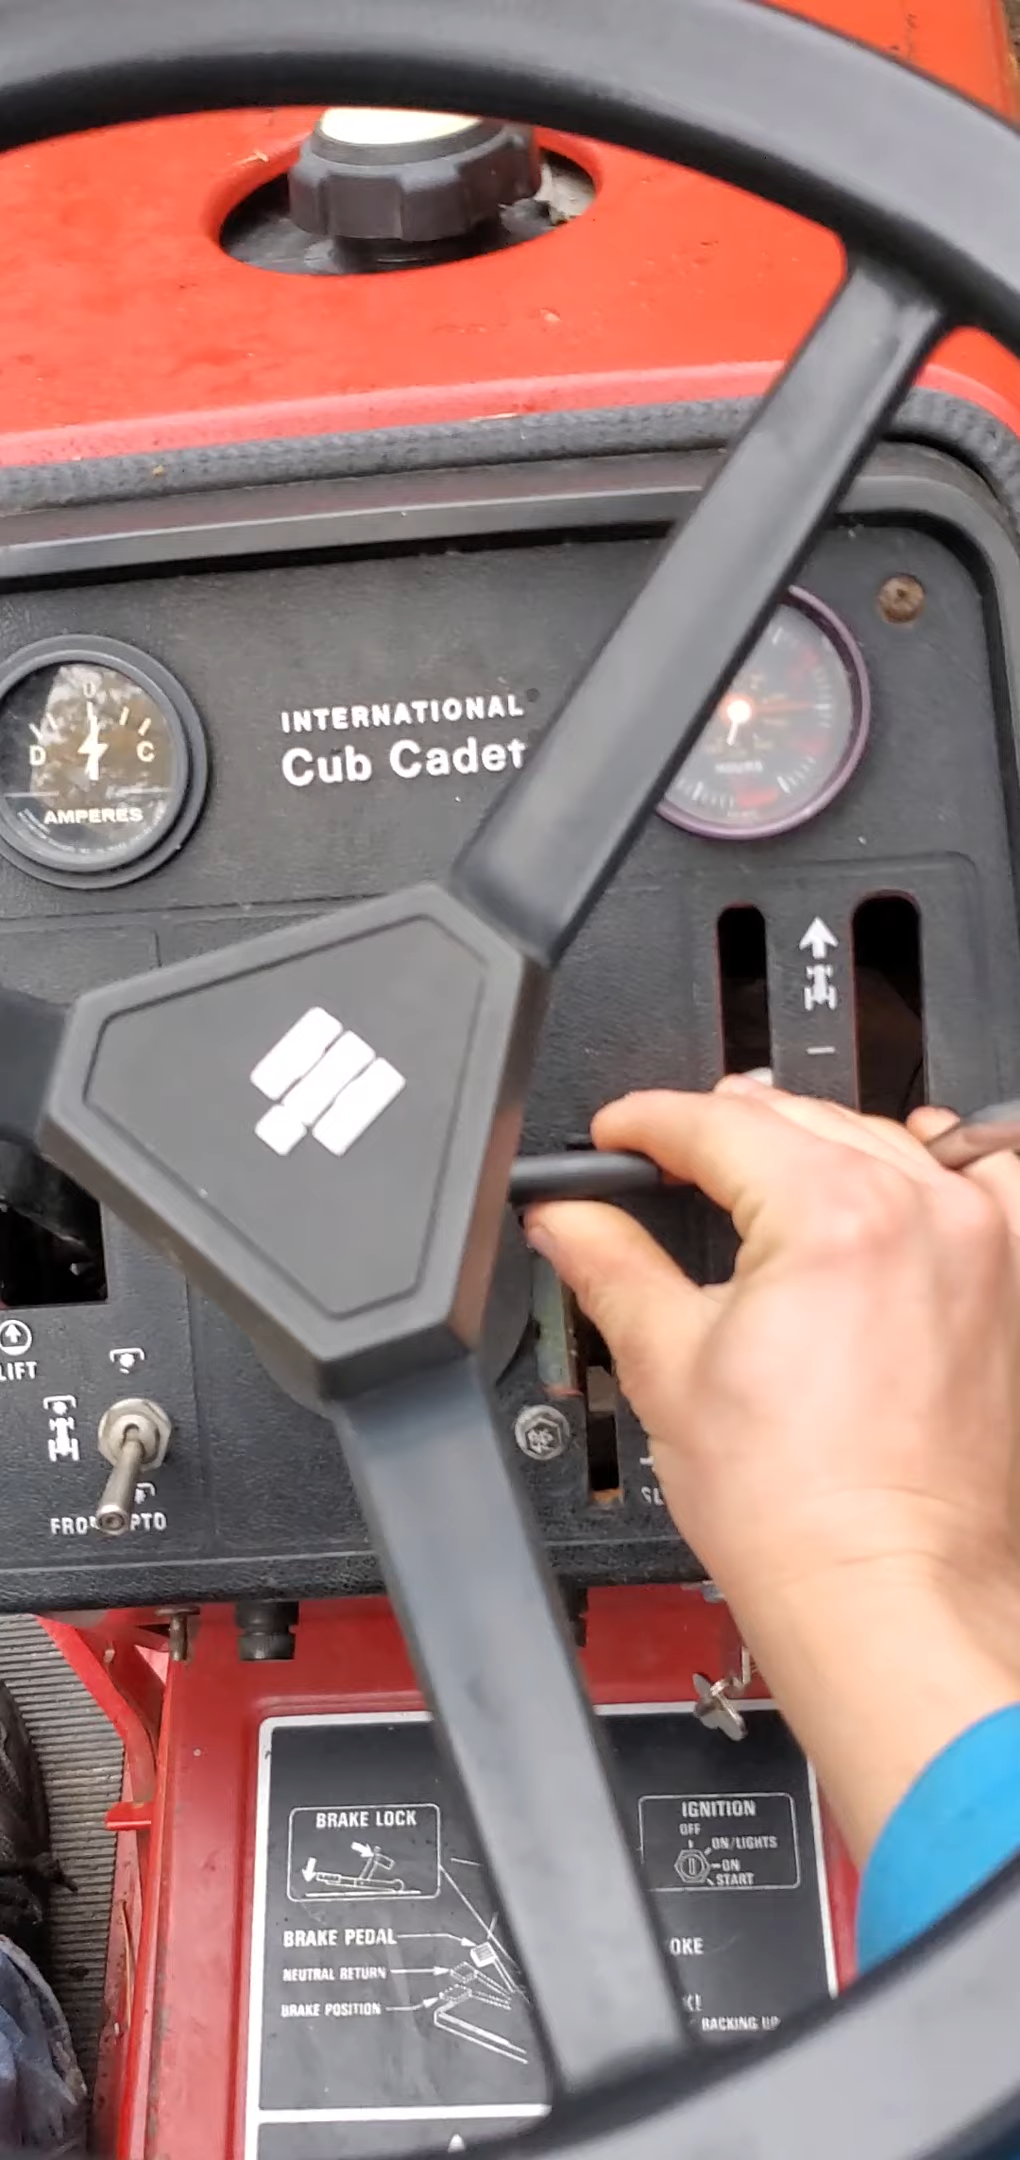 D
C
AMPERES
INTERNATIONAL
Cub Cadet
HOURS
LIFT
PTO
BRAKE LOCK
IGNITION
OFF
ON/LIGHTS
ON
START
BRAKE PEDAL
NEUTRAL RETURN
BRAKE POSITION
OKE
BACKING UP